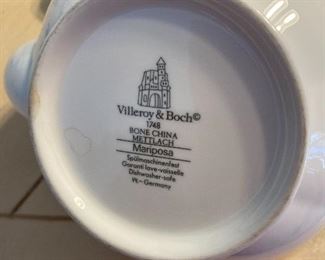 Villeroy & Boch©
1748
BONE CHINA
METTLACH
Mariposa
Spülmaschinenfest
Garanti lave-vaisselle
Dishwasher-safe
W.-Germany